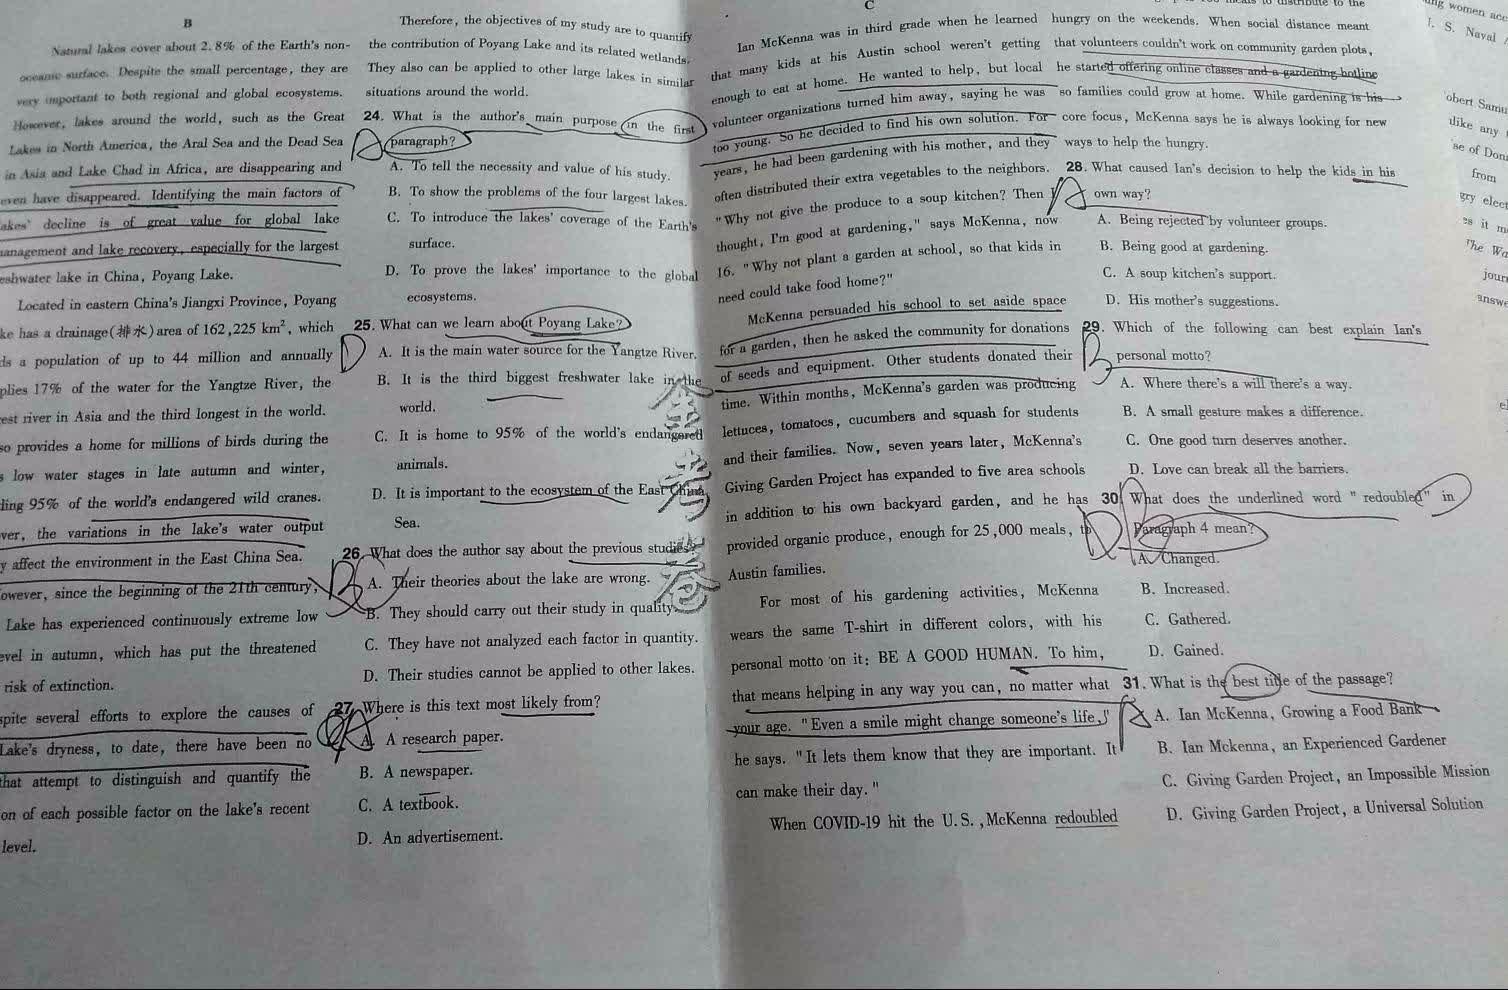 B
Natural lakes cover about 2.8% of the Earth's non-
oceanic surface. Despite the small percentage, they are
very important to both regional and global ecosystems.
However, lakes around the world, such as the Great
Lakes in North America, the Aral Sea and the Dead Sea
in Asia and Lake Chad in Africa, are disappearing and
even have disappeared. Identifying the main factors of
akes' decline is of great value for global lake
anagement and lake recovery, especially for the largest
eshwater lake in China, Poyang Lake.
Located in eastern China's Jiangxi Province, Poyang
ke has a drainage(排水)area of 162,225 km², which
ds a population of up to 44 million and annually
plies 17% of the water for the Yangtze River, the
est river in Asia and the third longest in the world.
so provides a home for millions of birds during the
s low water stages in late autumn and winter,
ding 95% of the world's endangered wild cranes.
ver, the variations in the lake's water output
y affect the environment in the East China Sea.
owever, since the beginning of the 21th century,
Lake has experienced continuously extreme low
evel in autumn, which has put the threatened
risk of extinction.
spite several efforts to explore the causes of
Lake's dryness, to date, there have been no
that attempt to distinguish and quantify the
on of each possible factor on the lake's recent
level.
Therefore, the objectives of my study are to quantify
the contribution of Poyang Lake and its related wetlands.
They also can be applied to other large lakes in similar
situations around the world.
24. What is the author's main purpose in the first
paragraph?
A. To tell the necessity and value of his study.
B. To show the problems of the four largest lakes.
C. To introduce the lakes' coverage of the Earth's
surface.
D. To prove the lakes' importance to the global
ecosystems.
25. What can we learn about Poyang Lake?
A. It is the main water source for the Yangtze River.
B. It is the third biggest freshwater lake in the
world.
C. It is home to 95% of the world's endangered
animals.
D. It is important to the ecosystem of the East China
Sea.
26. What does the author say about the previous studies?
A. Their theories about the lake are wrong.
B. They should carry out their study in quality.
C. They have not analyzed each factor in quantity.
D. Their studies cannot be applied to other lakes.
27. Where is this text most likely from?
A. A research paper.
B. A newspaper.
C. A textbook.
D. An advertisement.
金考卷
C
Ian McKenna was in third grade when he learned
that many kids at his Austin school weren't getting
enough to eat at home. He wanted to help, but local
volunteer organizations turned him away, saying he was
too young. So he decided to find his own solution. For
years, he had been gardening with his mother, and they
often distributed their extra vegetables to the neighbors.
"Why not give the produce to a soup kitchen? Then I
thought, I'm good at gardening," says McKenna, now
16. "Why not plant a garden at school, so that kids in
need could take food home?"
McKenna persuaded his school to set aside space
for a garden, then he asked the community for donations
of seeds and equipment. Other students donated their
time. Within months, McKenna's garden was producing
lettuces, tomatoes, cucumbers and squash for students
and their families. Now, seven years later, McKenna's
Giving Garden Project has expanded to five area schools
in addition to his own backyard garden, and he has
provided organic produce, enough for 25,000 meals, to
Austin families.
For most of his gardening activities, McKenna
wears the same T-shirt in different colors, with his
personal motto on it: BE A GOOD HUMAN. To him,
that means helping in any way you can, no matter what
your age. "Even a smile might change someone's life,"
he says. "It lets them know that they are important. It
can make their day."
When COVID-19 hit the U.S., McKenna redoubled
meals to distribute to the
hungry on the weekends. When social distance meant
that volunteers couldn't work on community garden plots,
he started offering online classes and a gardening hotline
so families could grow at home. While gardening is his
core focus, McKenna says he is always looking for new
ways to help the hungry.
28. What caused Ian's decision to help the kids in his
own way?
A. Being rejected by volunteer groups.
B. Being good at gardening.
C. A soup kitchen's support.
D. His mother's suggestions.
29. Which of the following can best explain Ian's
personal motto?
A. Where there's a will there's a way.
B. A small gesture makes a difference.
C. One good turn deserves another.
D. Love can break all the barriers.
30. What does the underlined word "redoubled" in
Paragraph 4 mean?
A. Changed.
B. Increased.
C. Gathered.
D. Gained.
31. What is the best title of the passage?
A. Ian McKenna, Growing a Food Bank
B. Ian Mckenna, an Experienced Gardener
C. Giving Garden Project, an Impossible Mission
D. Giving Garden Project, a Universal Solution
ng women
S. Naval
obert
like any
se of
from
gry elect
s it
The
jour
answe